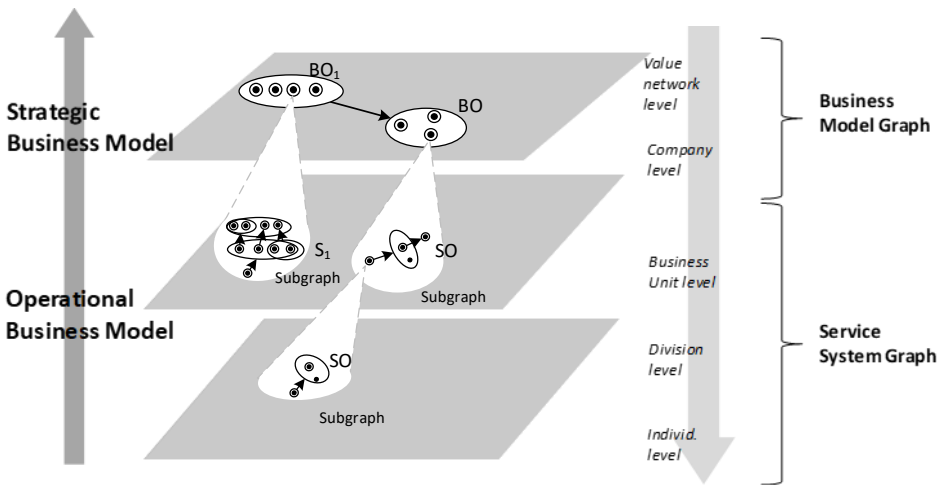 Strategic
Business Model
Operational
Business Model
BO₁
BO
S₁
Subgraph
SO
Subgraph
SO
Subgraph
Value
network
level
Company
level
Business
Unit level
Division
level
Individ.
level
Business
Model Graph
Service
System Graph